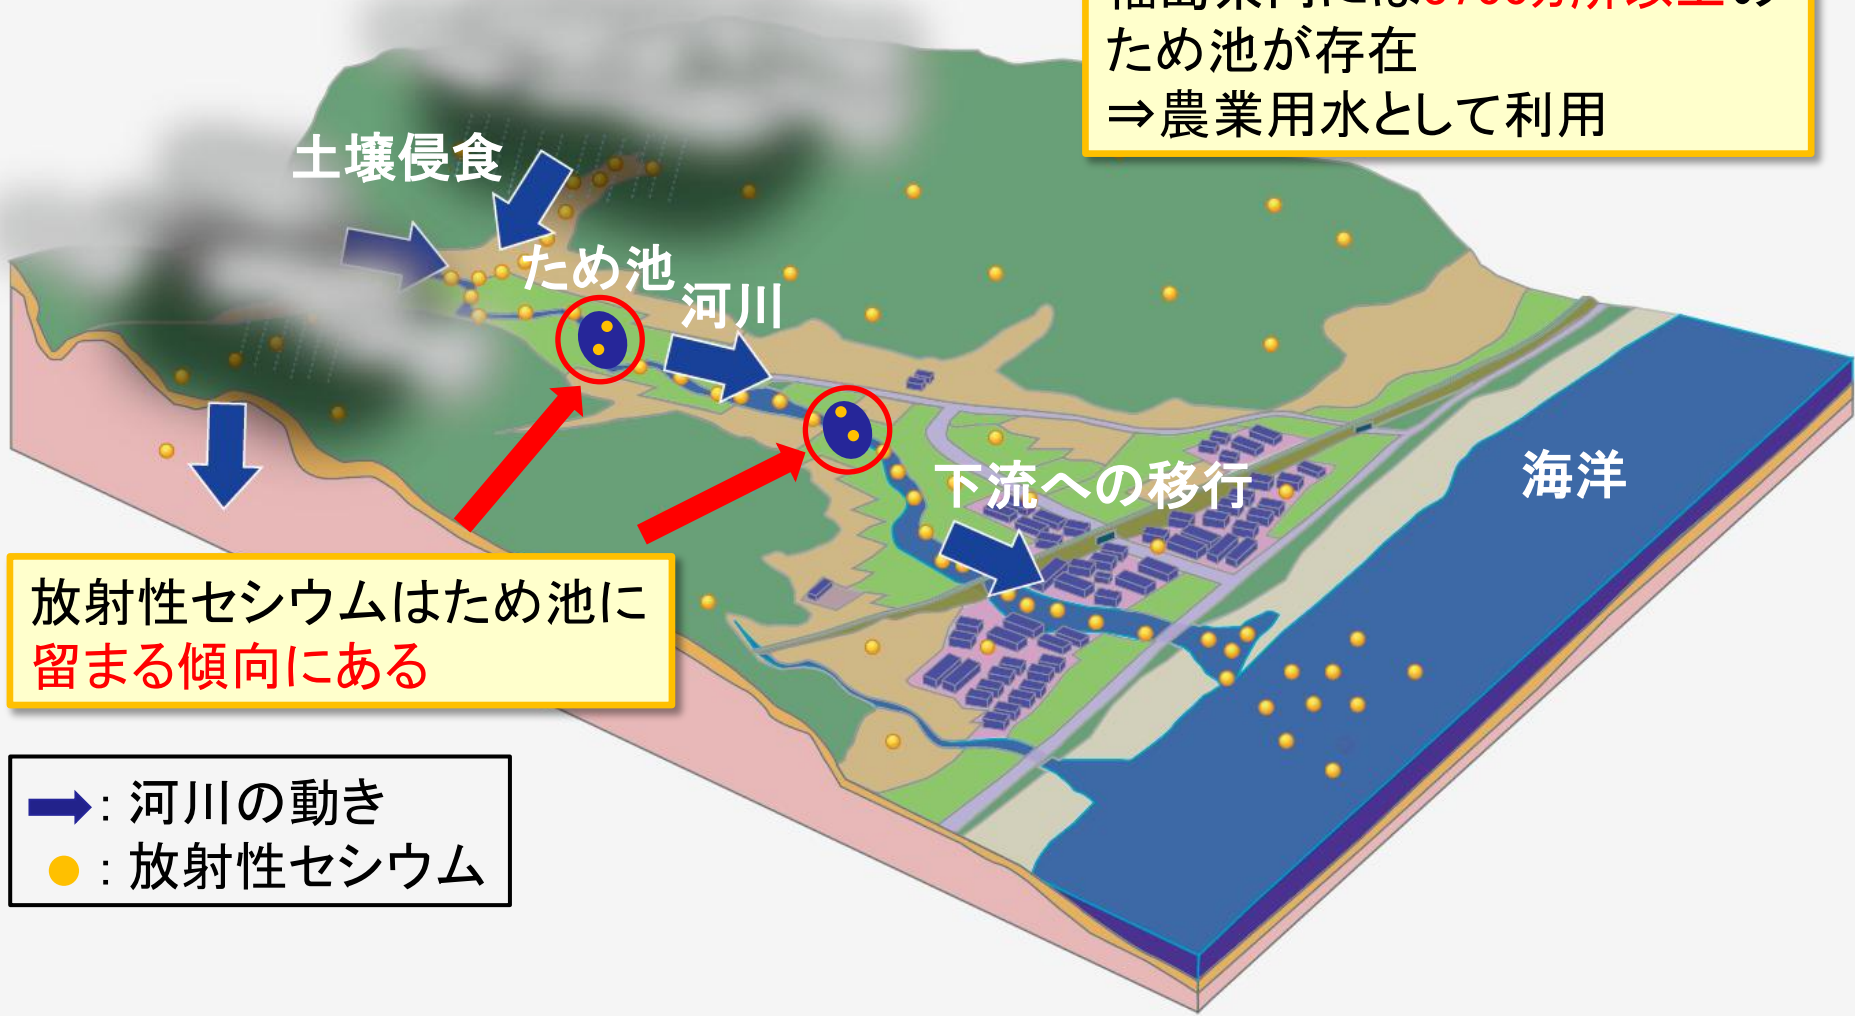 ため池が存在
⇒農業用水として利用
土壌侵食
ため池
河川
下流への移行
海洋
放射性セシウムはため池に
留まる傾向にある
：河川の動き
：放射性セシウム